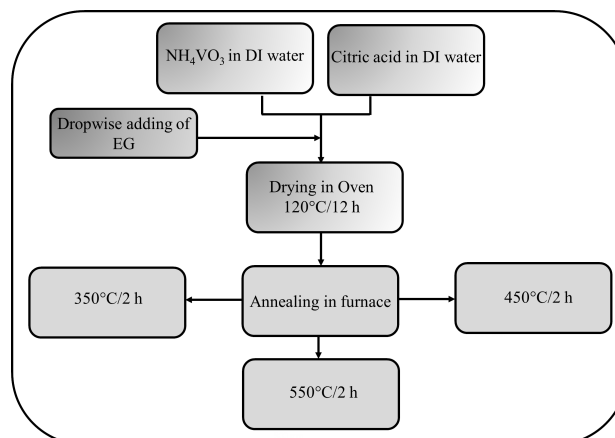 NH₄VO₃ in DI water
Citric acid in DI water
Dropwise adding of
EG
Drying in Oven
120°C/12 h
350°C/2 h
Annealing in furnace
450°C/2 h
550°C/2 h